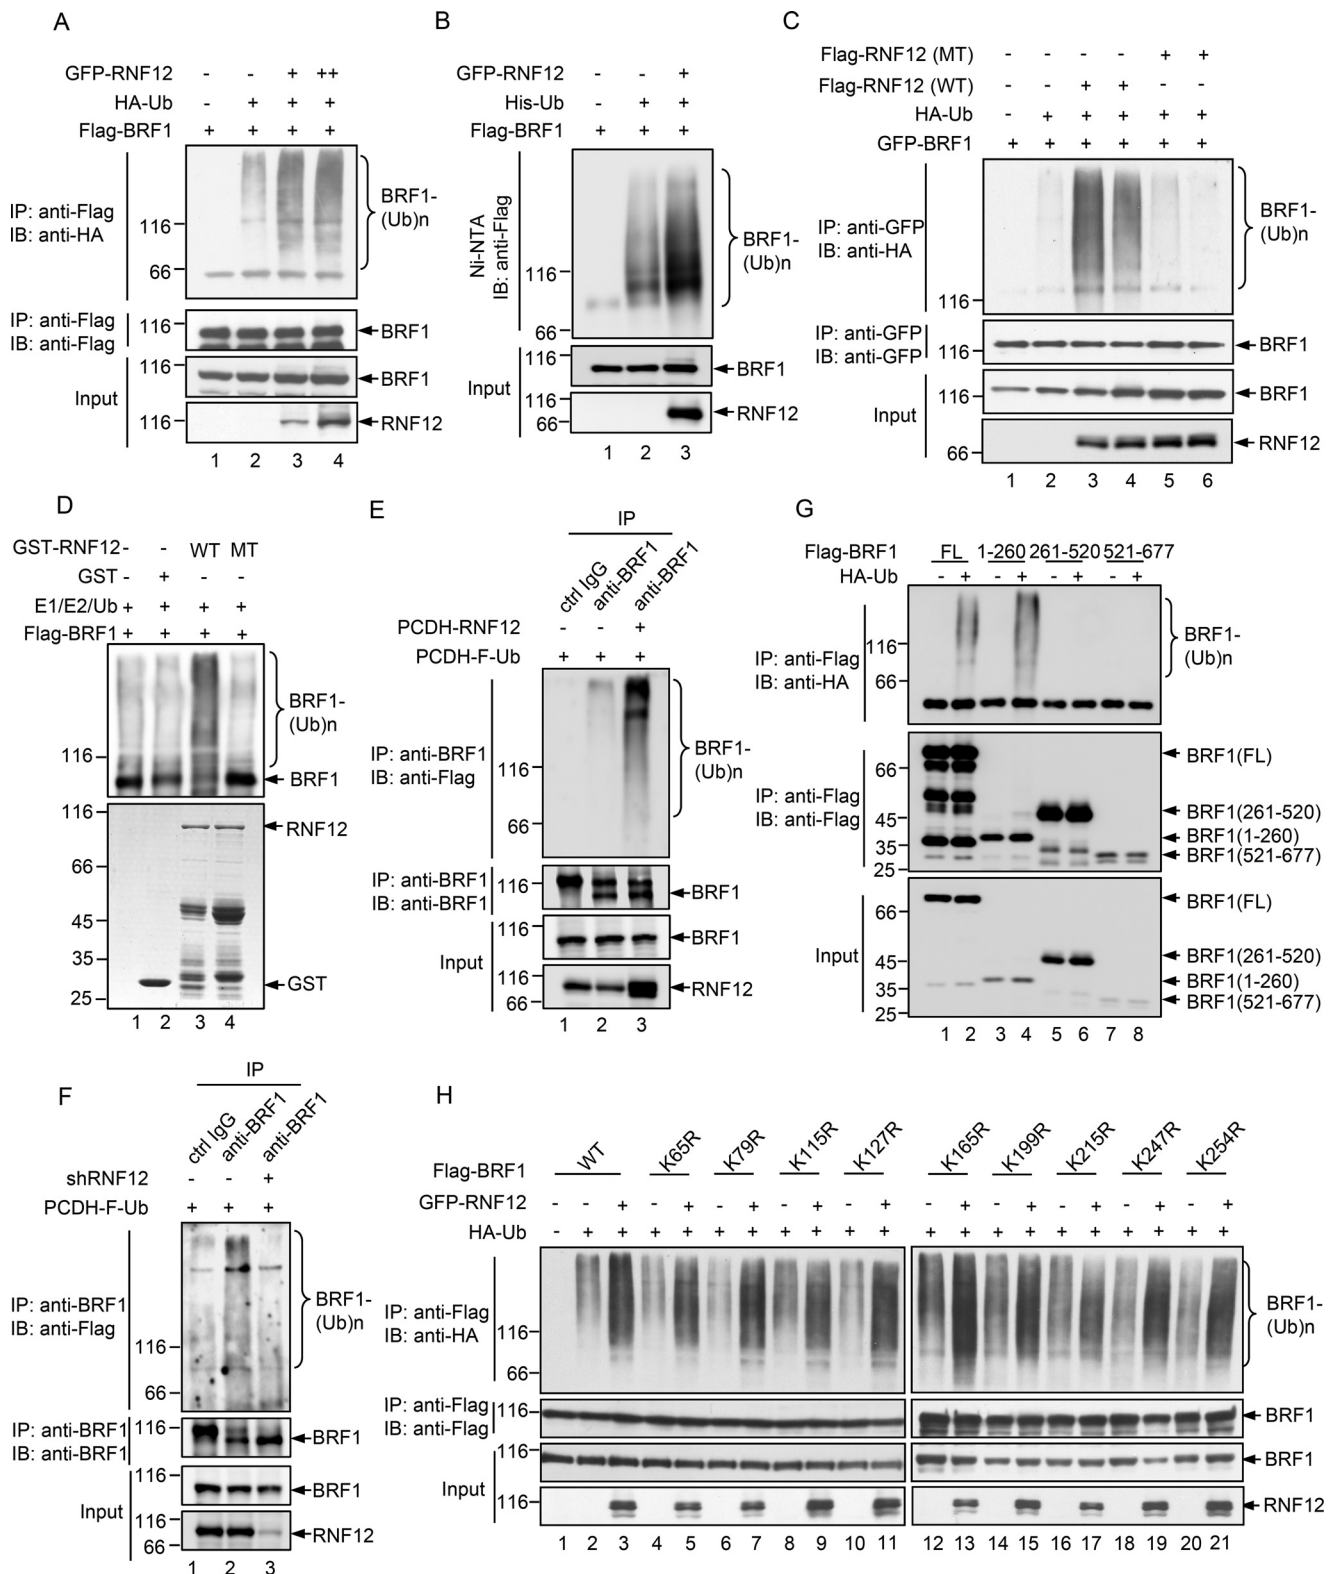 A
GFP-RNF12 - - + ++
HA-Ub - + + +
Flag-BRF1 + + + +
IP: anti-Flag
IB: anti-HA
116
66
BRF1-
(Ub)n
IP: anti-Flag
IB: anti-Flag
116
BRF1
Input
116
BRF1
116
RNF12
1 2 3 4
B
GFP-RNF12 - - +
His-Ub - + +
Flag-BRF1 + + +
Ni-NTA
IB: anti-Flag
116
66
BRF1-
(Ub)n
Input
116
BRF1
116
66
RNF12
1 2 3
C
Flag-RNF12 (MT) - - - - + +
Flag-RNF12 (WT) - - + + - -
HA-Ub - + + + + +
GFP-BRF1 + + + + + +
IP: anti-GFP
IB: anti-HA
116
BRF1-
(Ub)n
IP: anti-GFP
IB: anti-GFP
116
BRF1
Input
116
BRF1
66
RNF12
1 2 3 4 5 6
D
GST-RNF12 - - WT MT
GST - + - -
E1/E2/Ub + + + +
Flag-BRF1 + + + +
BRF1-
(Ub)n
116
BRF1
116
RNF12
66
45
35
GST
25
1 2 3 4
E
IP
ctrl IgG
anti-BRF1
anti-BRF1
PCDH-RNF12 - - +
PCDH-F-Ub + + +
IP: anti-BRF1
IB: anti-Flag
116
66
BRF1-
(Ub)n
IP: anti-BRF1
IB: anti-BRF1
116
BRF1
Input
116
BRF1
116
66
RNF12
1 2 3
G
Flag-BRF1 FL 1-260 261-520 521-677
HA-Ub - + - + - + - +
IP: anti-Flag
IB: anti-HA
116
66
BRF1-
(Ub)n
IP: anti-Flag
IB: anti-Flag
66
45
35
25
BRF1(FL)
BRF1(261-520)
BRF1(1-260)
BRF1(521-677)
Input
66
45
35
25
BRF1(FL)
BRF1(261-520)
BRF1(1-260)
BRF1(521-677)
1 2 3 4 5 6 7 8
F
IP
ctrl IgG
anti-BRF1
anti-BRF1
shRNF12 - - +
PCDH-F-Ub + + +
IP: anti-BRF1
IB: anti-Flag
116
66
BRF1-
(Ub)n
IP: anti-BRF1
IB: anti-BRF1
116
BRF1
Input
116
BRF1
116
66
RNF12
1 2 3
H
Flag-BRF1 WT K65R K79R K115R K127R K165R K199R K215R K247R K254R
GFP-RNF12 - - + - + - + - + - + - + - + - + - + - +
HA-Ub - + + + + + + + + + + + + + + + + + + + +
IP: anti-Flag
IB: anti-HA
116
66
BRF1-
(Ub)n
IP: anti-Flag
IB: anti-Flag
116
BRF1
Input
116
BRF1
116
RNF12
1 2 3 4 5 6 7 8 9 10 11 12 13 14 15 16 17 18 19 20 21